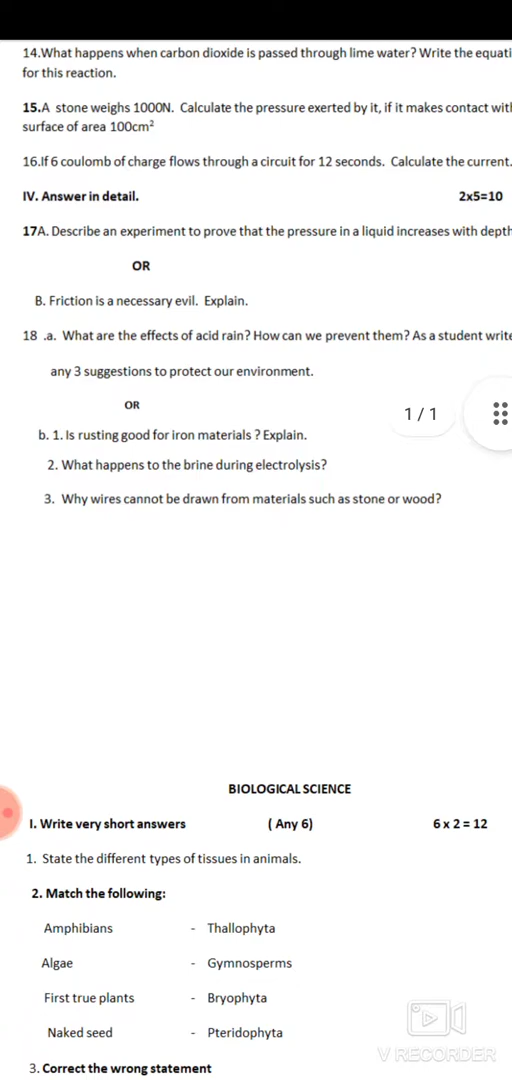 14.What happens when carbon dioxide is passed through lime water? Write the equati
for this reaction.
15.A stone weighs 1000N. Calculate the pressure exerted by it, if it makes contact with
surface of area 100cm²
16.If 6 coulomb of charge flows through a circuit for 12 seconds. Calculate the current.
IV. Answer in detail. 2x5=10
17A. Describe an experiment to prove that the pressure in a liquid increases with depth
OR
B. Friction is a necessary evil. Explain.
18 .a. What are the effects of acid rain? How can we prevent them? As a student write
any 3 suggestions to protect our environment.
OR
1 / 1
b. 1. Is rusting good for iron materials ? Explain.
2. What happens to the brine during electrolysis?
3. Why wires cannot be drawn from materials such as stone or wood?
BIOLOGICAL SCIENCE
I. Write very short answers ( Any 6) 6 x 2 = 12
1. State the different types of tissues in animals.
2. Match the following:
Amphibians - Thallophyta
Algae - Gymnosperms
First true plants - Bryophyta
Naked seed - Pteridophyta
V RECORDER
3. Correct the wrong statement